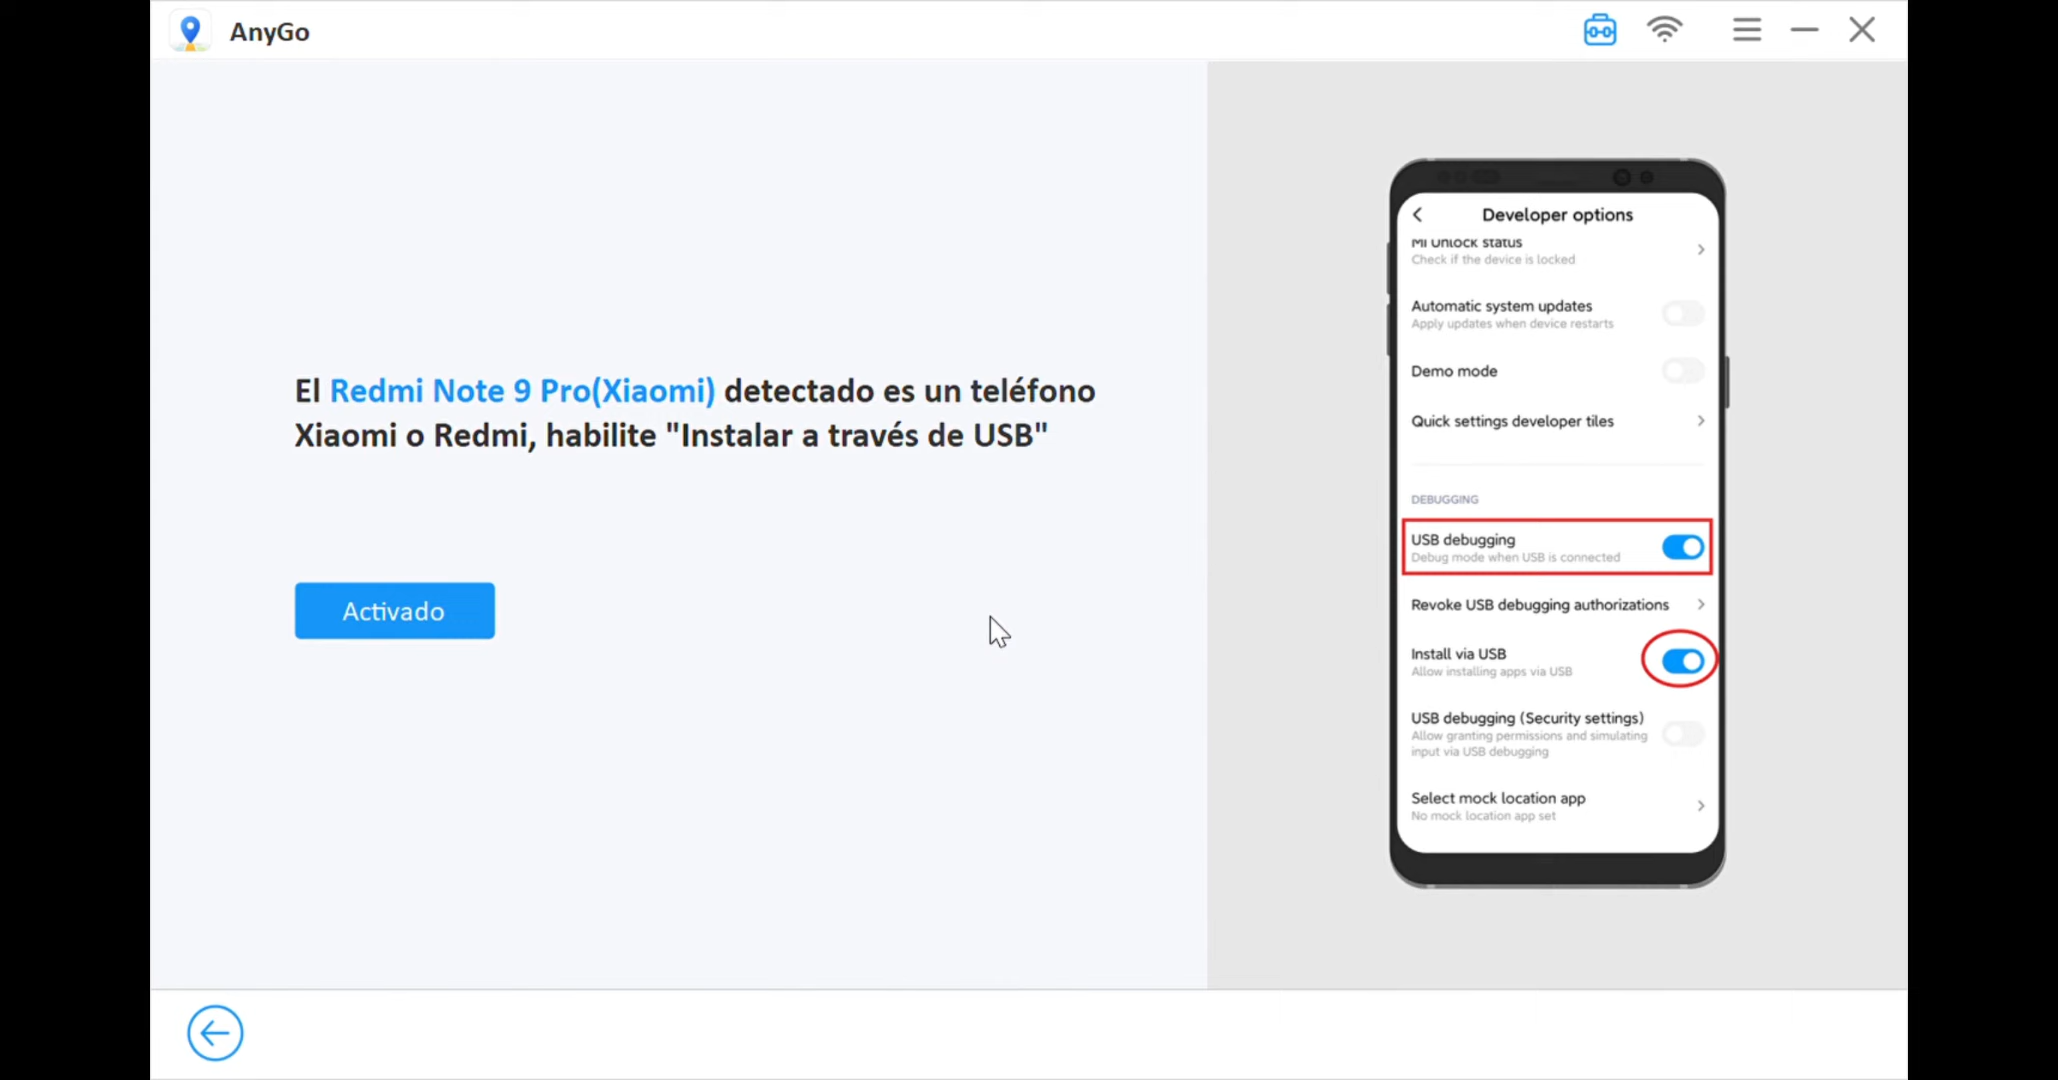 AnyGo
El Redmi Note 9 Pro(Xiaomi) detectado es un teléfono
Xiaomi o Redmi, habilite "Instalar a través de USB"
Activado
Developer options
Mi Unlock status
Check if the device is locked
Automatic system updates
Apply updates when device restarts
Demo mode
Quick settings developer tiles
DEBUGGING
USB debugging
Debug mode when USB is connected
Revoke USB debugging authorizations
Install via USB
Allow installing apps via USB
USB debugging (Security settings)
Allow granting permissions and simulating
input via USB debugging
Select mock location app
No mock location app set